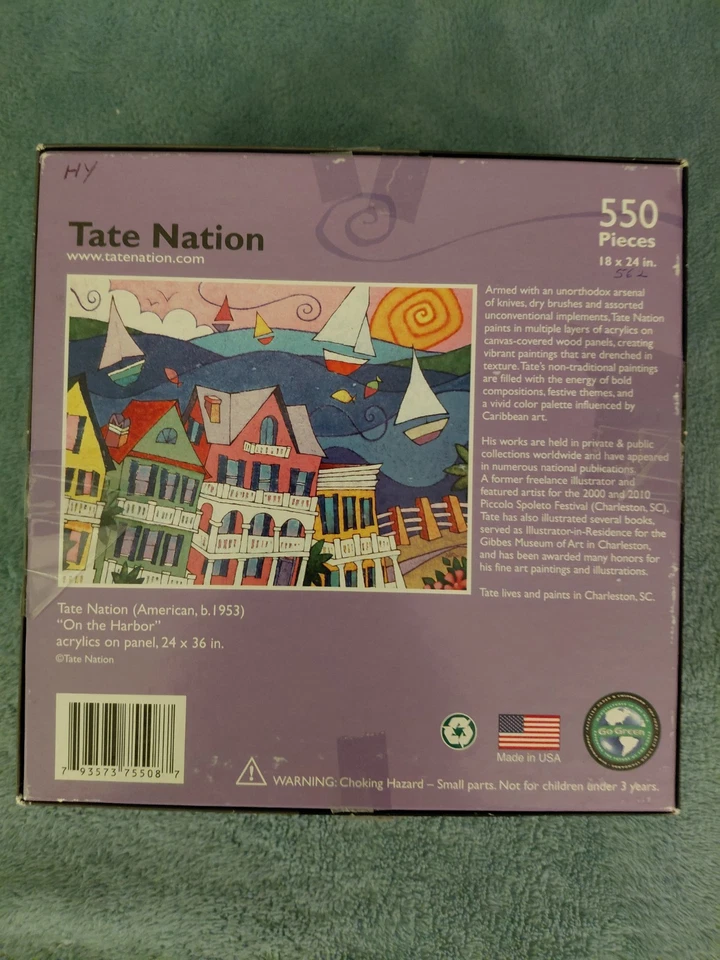 HY
Tate Nation
www.tatenation.com
550
Pieces
18 x 24 in.
Armed with an unorthodox arsenal
of knives, dry brushes and assorted
unconventional implements, Tate Nation
paints in multiple layers of acrylics on
canvas-covered wood panels, creating
vibrant paintings that are drenched in
texture. Tate's non-traditional paintings
are filled with the energy of bold
compositions, festive themes, and
a vivid color palette influenced by
Caribbean art.
His works are held in private & public
collections worldwide and have appeared
in numerous national publications.
A former freelance illustrator and
featured artist for the 2000 and 2010
Piccolo Spoleto Festival (Charleston, SC).
Tate has also illustrated several books,
served as Illustrator-in-Residence for the
Gibbes Museum of Art in Charleston,
and has been awarded many honors for
his fine art paintings and illustrations.
Tate lives and paints in Charleston, SC.
Tate Nation (American, b.1953)
"On the Harbor"
acrylics on panel, 24 x 36 in.
©Tate Nation
7 93573 75508 7
Made in USA
Go Green
WARNING: Choking Hazard – Small parts. Not for children under 3 years.